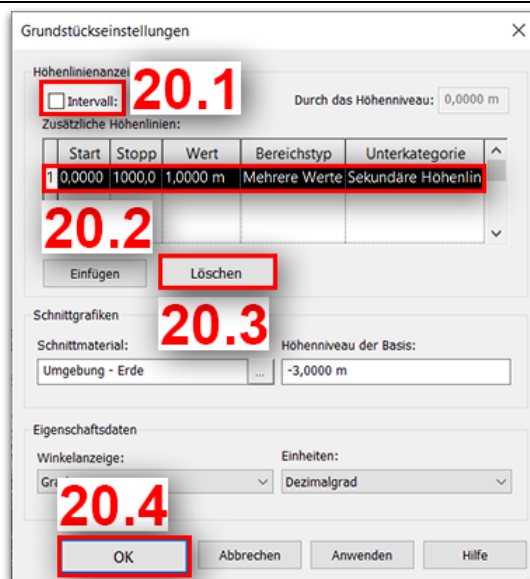 Grundstückseinstellungen
Intervall: 20.1 Durch das Höhenniveau: 0,0000 m
Zusätzliche Höhenlinien:
Start Stopp Wert Bereichstyp Unterkategorie
1 0,0000 1000,0 1,0000 m Mehrere Werte Sekundäre Höhenlin
20.2
Einfügen Löschen
20.3
Schnittgrafiken
Schnittmaterial: Höhenniveau der Basis:
Umgebung - Erde ... -3,0000 m
Eigenschaftsdaten
Winkelanzeige: Einheiten:
Dezimalgrad
20.4
OK Abbrechen Anwenden Hilfe